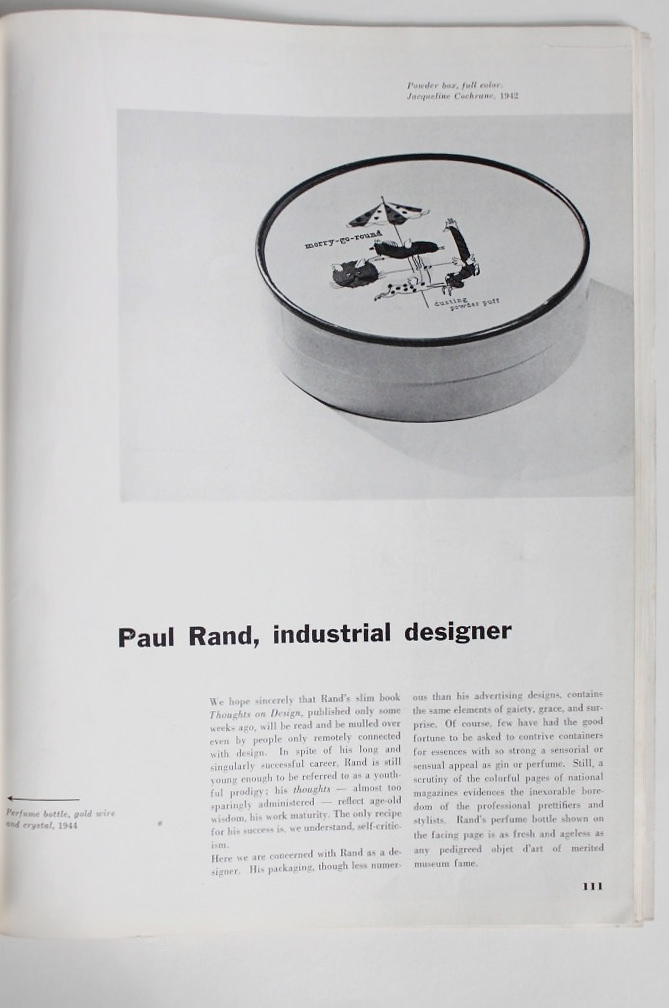 Powder box, full color.
Jacqueline Cochrane, 1942
merry-go-round
dusting
powder puff
Paul Rand, industrial designer
We hope sincerely that Rand's slim book
Thoughts on Design, published only some
weeks ago, will be read and be mulled over
even by people only remotely connected
with design. In spite of his long and
singularly successful career, Rand is still
young enough to be referred to as a youth-
ful prodigy; his thoughts — almost too
sparingly administered — reflect age-old
wisdom, his work maturity. The only recipe
for his success is, we understand, self-critic-
ism.
Here we are concerned with Rand as a de-
signer. His packaging, though less numer-
ous than his advertising designs, contains
the same elements of gaiety, grace, and sur-
prise. Of course, few have had the good
fortune to be asked to contrive containers
for essences with so strong a sensorial or
sensual appeal as gin or perfume. Still, a
scrutiny of the colorful pages of national
magazines evidences the inexorable bore-
dom of the professional prettifiers and
stylists. Rand's perfume bottle shown on
the facing page is as fresh and ageless as
any pedigreed objet d'art of merited
museum fame.
Perfume bottle, gold wire
and crystal, 1944
111